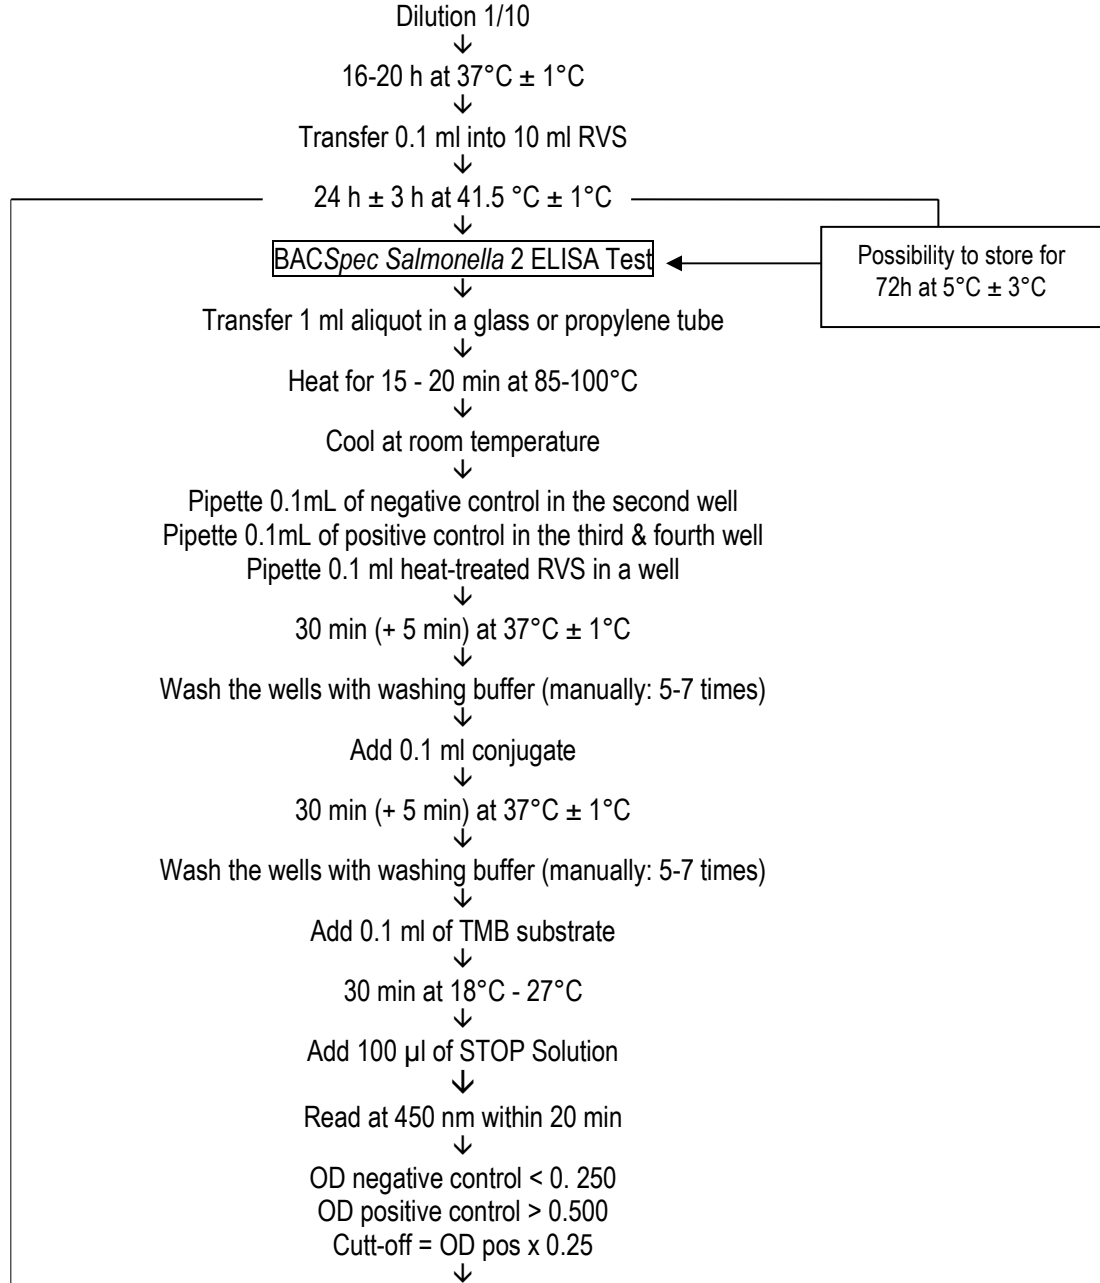 Dilution 1/10
16-20 h at 37°C ± 1°C
Transfer 0.1 ml into 10 ml RVS
24 h ± 3 h at 41.5 °C ± 1°C
BACSpec Salmonella 2 ELISA Test
Possibility to store for
72h at 5°C ± 3°C
Transfer 1 ml aliquot in a glass or propylene tube
Heat for 15 - 20 min at 85-100°C
Cool at room temperature
Pipette 0.1mL of negative control in the second well
Pipette 0.1mL of positive control in the third & fourth well
Pipette 0.1 ml heat-treated RVS in a well
30 min (+ 5 min) at 37°C ± 1°C
Wash the wells with washing buffer (manually: 5-7 times)
Add 0.1 ml conjugate
30 min (+ 5 min) at 37°C ± 1°C
Wash the wells with washing buffer (manually: 5-7 times)
Add 0.1 ml of TMB substrate
30 min at 18°C - 27°C
Add 100 µl of STOP Solution
Read at 450 nm within 20 min
OD negative control < 0. 250
OD positive control > 0.500
Cutt-off = OD pos x 0.25